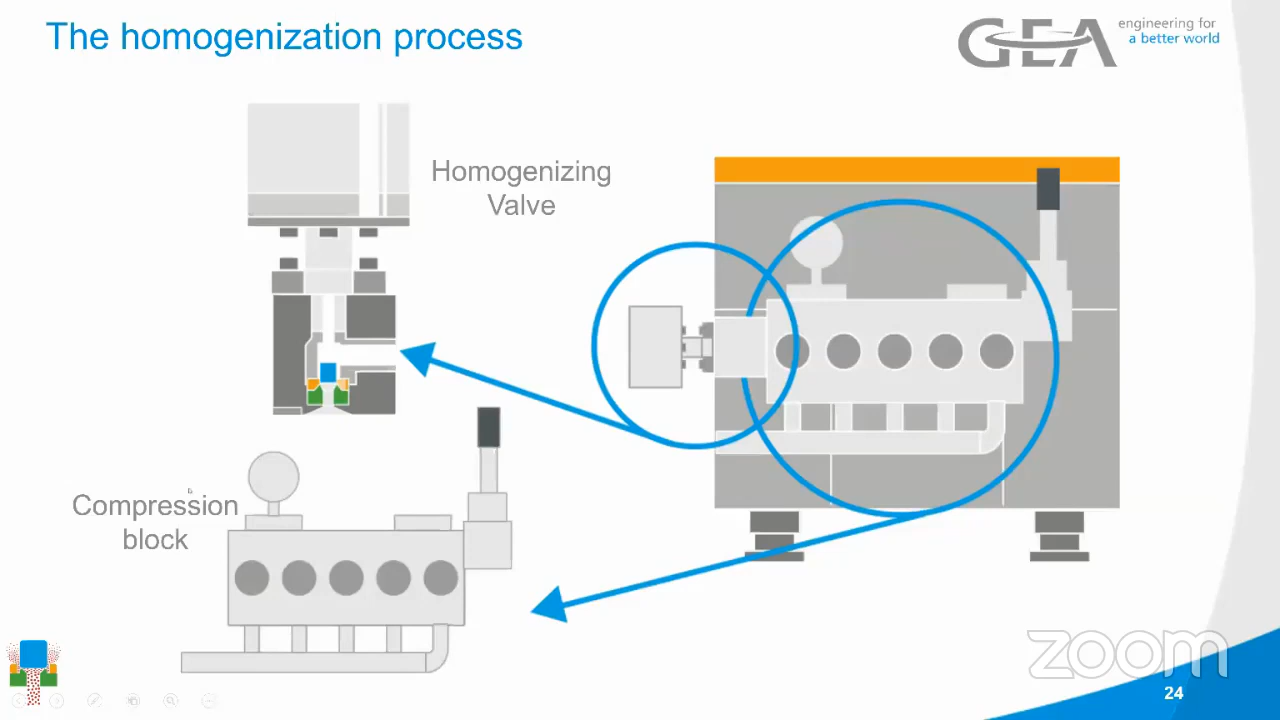 The homogenization process
GEA
engineering for
a better world
Homogenizing
Valve
Compression
block
zoom
24